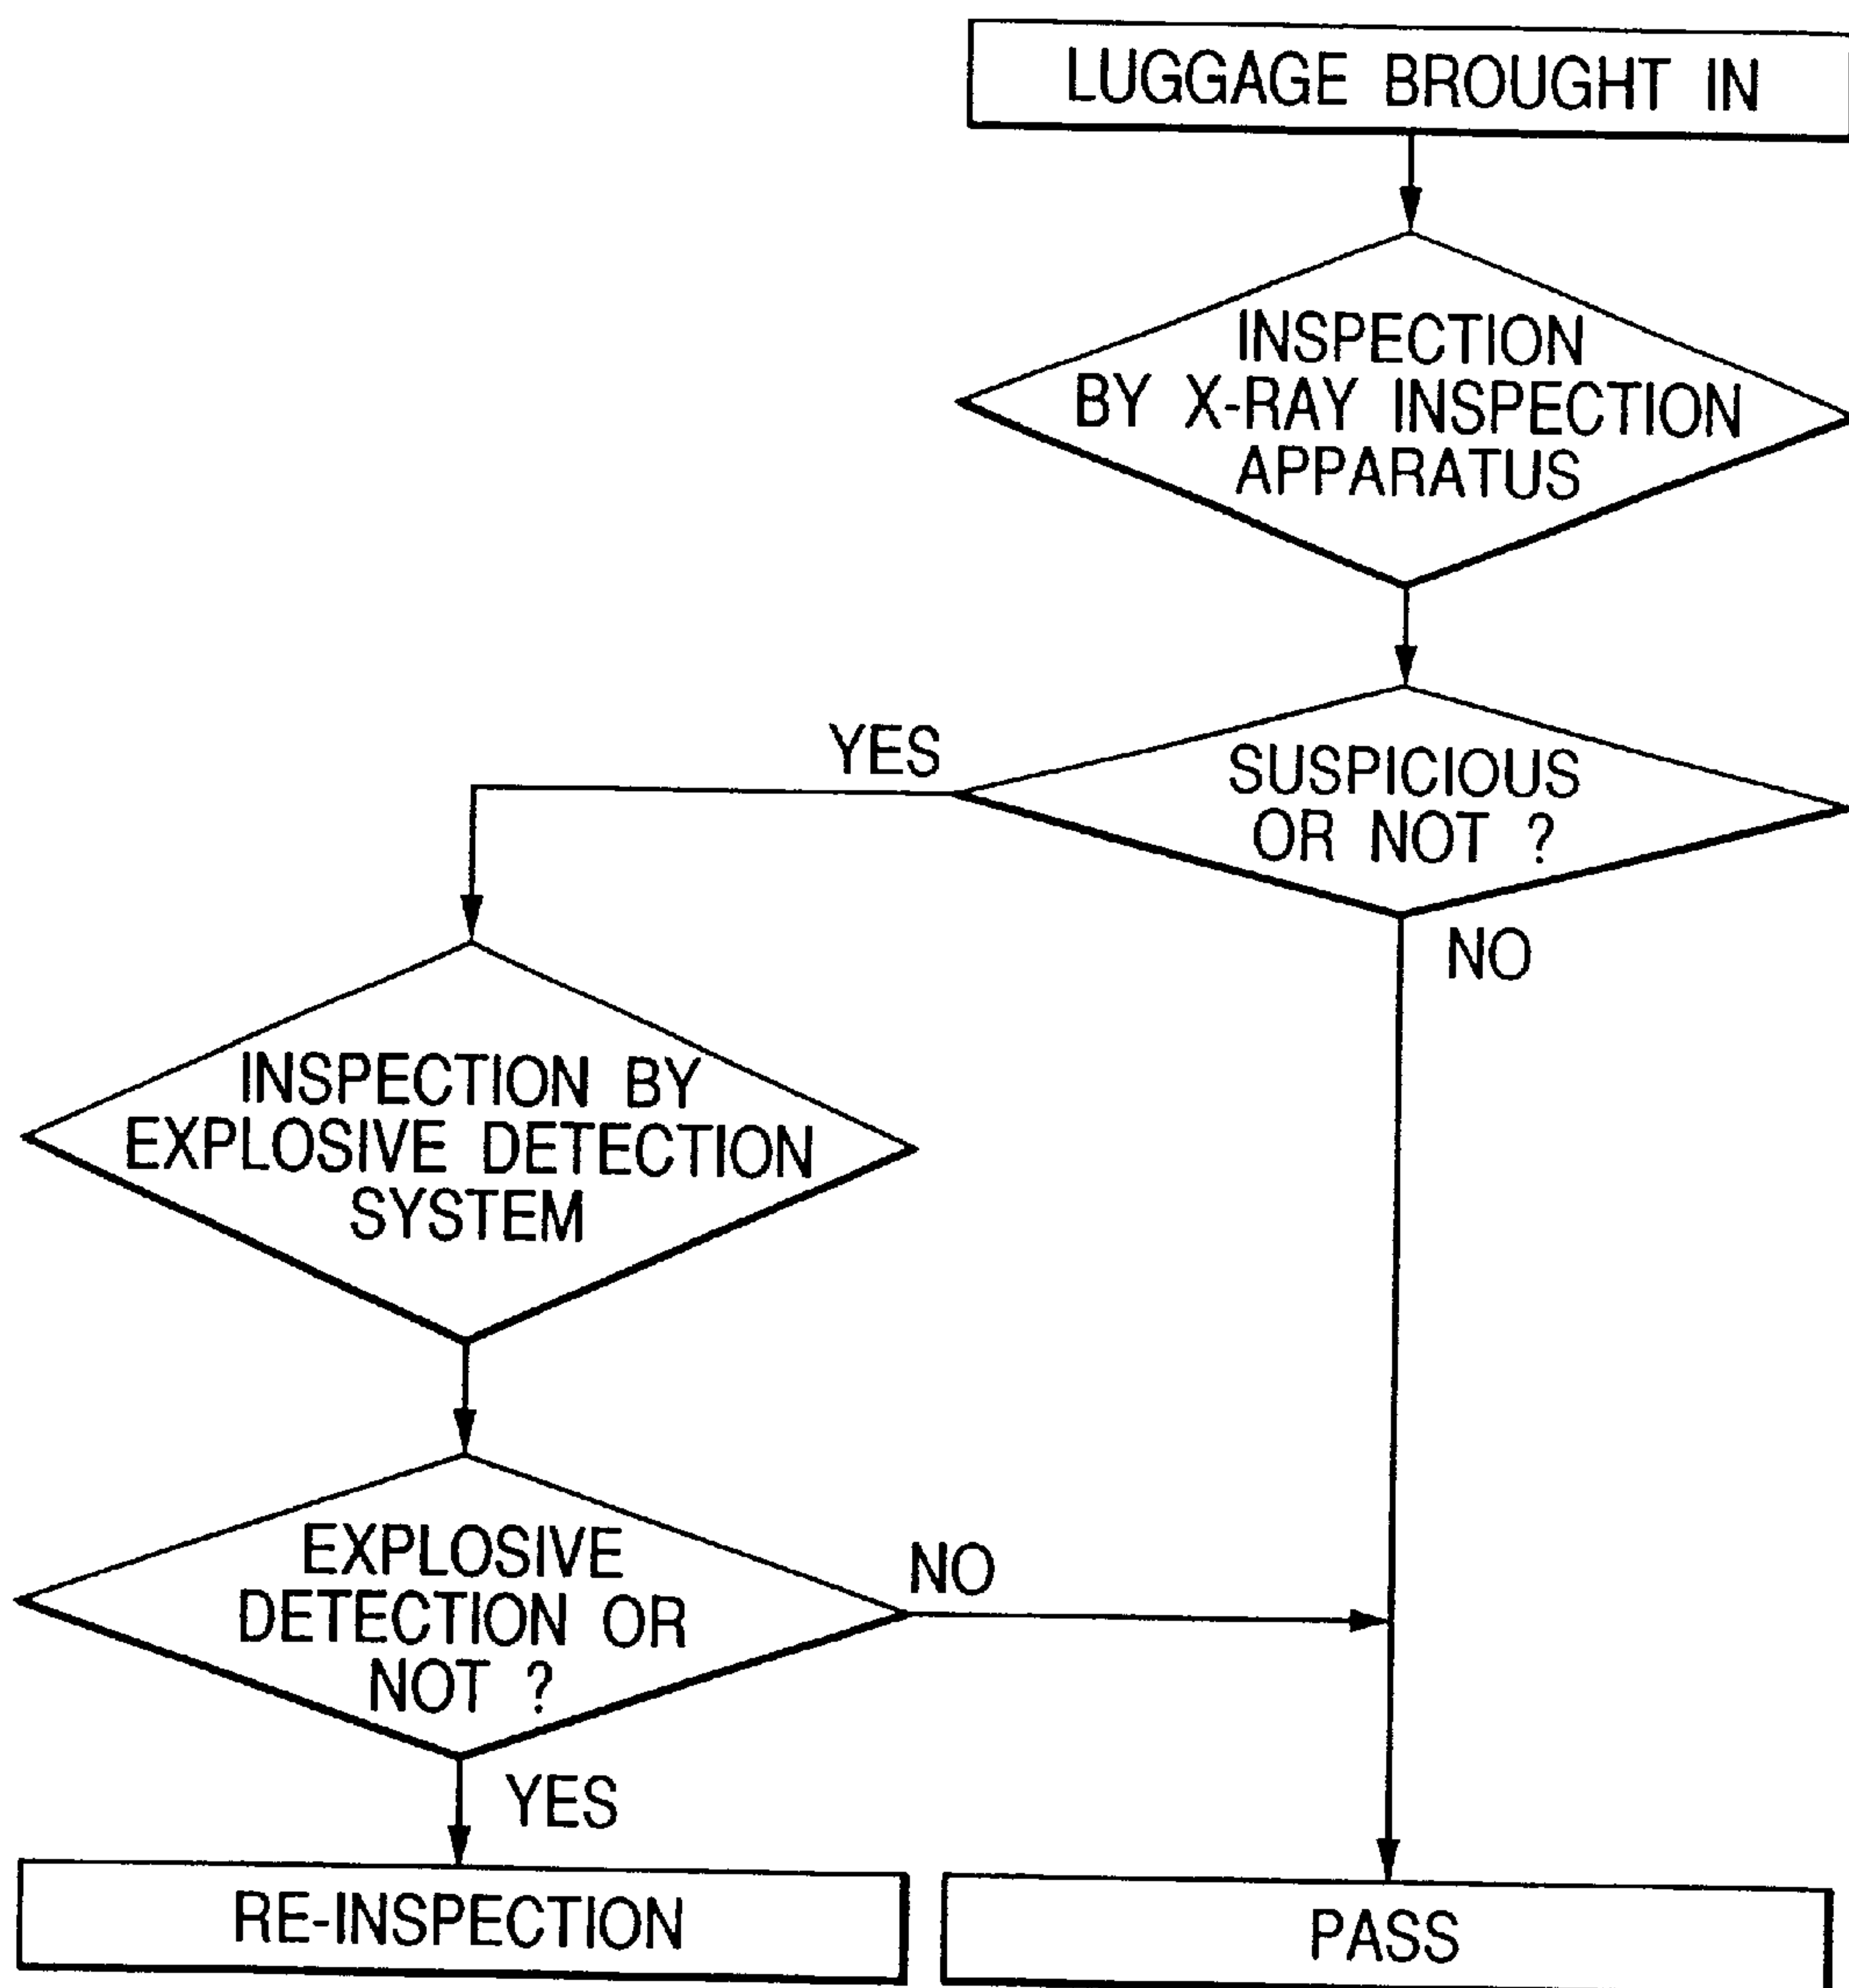 LUGGAGE BROUGHT IN
INSPECTION
BY X-RAY INSPECTION
APPARATUS
YES
SUSPICIOUS
OR NOT ?
NO
INSPECTION BY
EXPLOSIVE DETECTION
SYSTEM
EXPLOSIVE
DETECTION OR
NOT ?
NO
YES
RE-INSPECTION
PASS